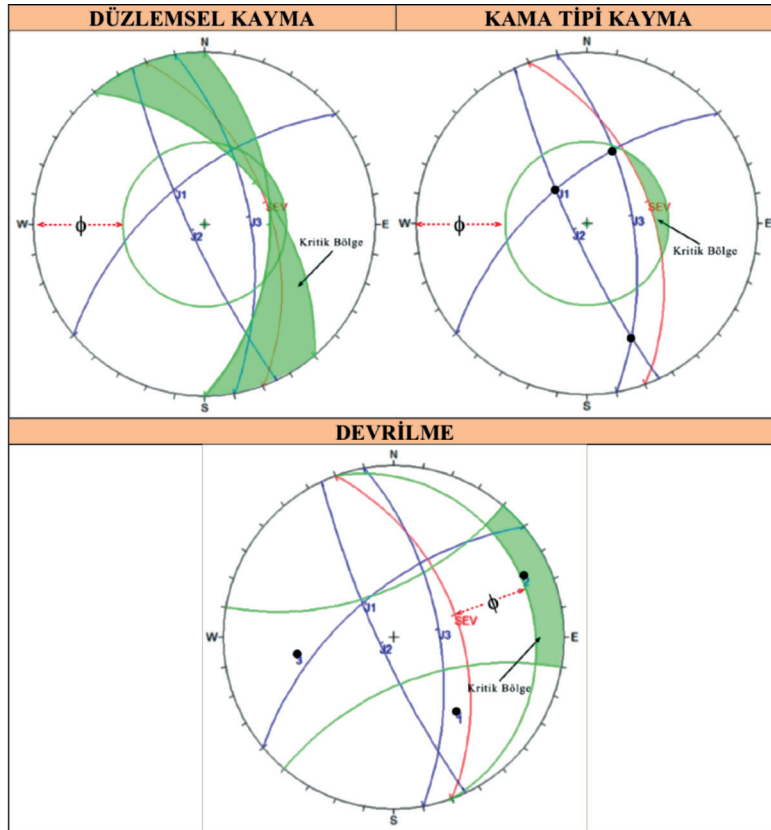 DÜZLEMSEL KAYMA
KAMA TİPİ KAYMA
N
W
E
S
ϕ
J1
J2
J3
SEV
Kritik Bölge
N
W
E
S
ϕ
J1
J2
J3
SEV
Kritik Bölge
DEVRİLME
N
W
E
S
ϕ
J1
J2
J3
SEV
1
2
3
Kritik Bölge